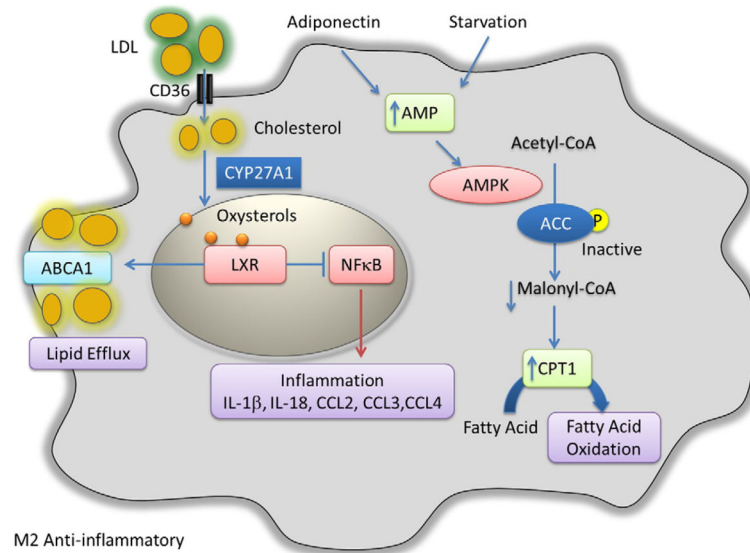 Adiponectin
Starvation
LDL
CD36
Cholesterol
AMP
Acetyl-CoA
CYP27A1
AMPK
Oxysterols
ACC
P
Inactive
ABCA1
LXR
NFκB
Malonyl-CoA
Lipid Efflux
CPT1
Inflammation
IL-1β, IL-18, CCL2, CCL3,CCL4
Fatty Acid
Fatty Acid
Oxidation
M2 Anti-inflammatory